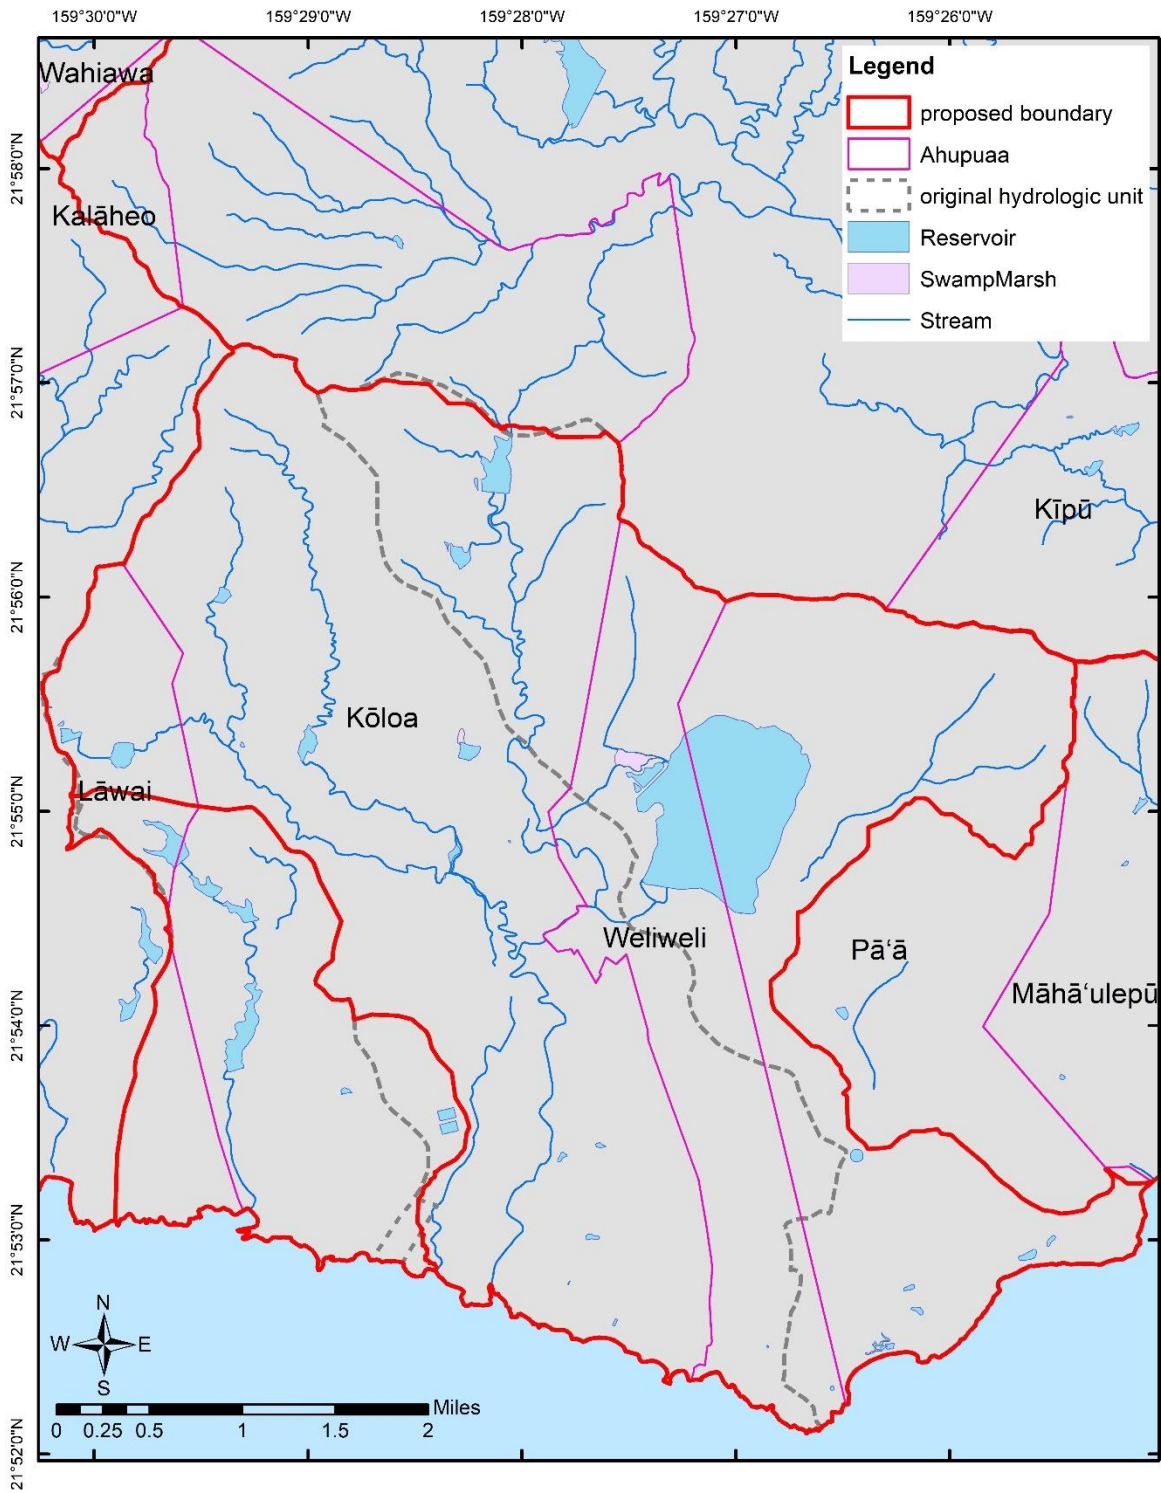 159°30'0"W 159°29'0"W 159°28'0"W 159°27'0"W 159°26'0"W
Legend
proposed boundary
Ahupuaa
original hydrologic unit
Reservoir
SwampMarsh
Stream
Wahiawa
21°58'0"N
Kalāheo
21°57'0"N
Kīpū
21°56'0"N
Kōloa
Lāwai
21°55'0"N
Weliweli
Pāʻā
Māhāʻulepū
21°54'0"N
21°53'0"N
N
W E
S
Miles
0 0.25 0.5 1 1.5 2
21°52'0"N